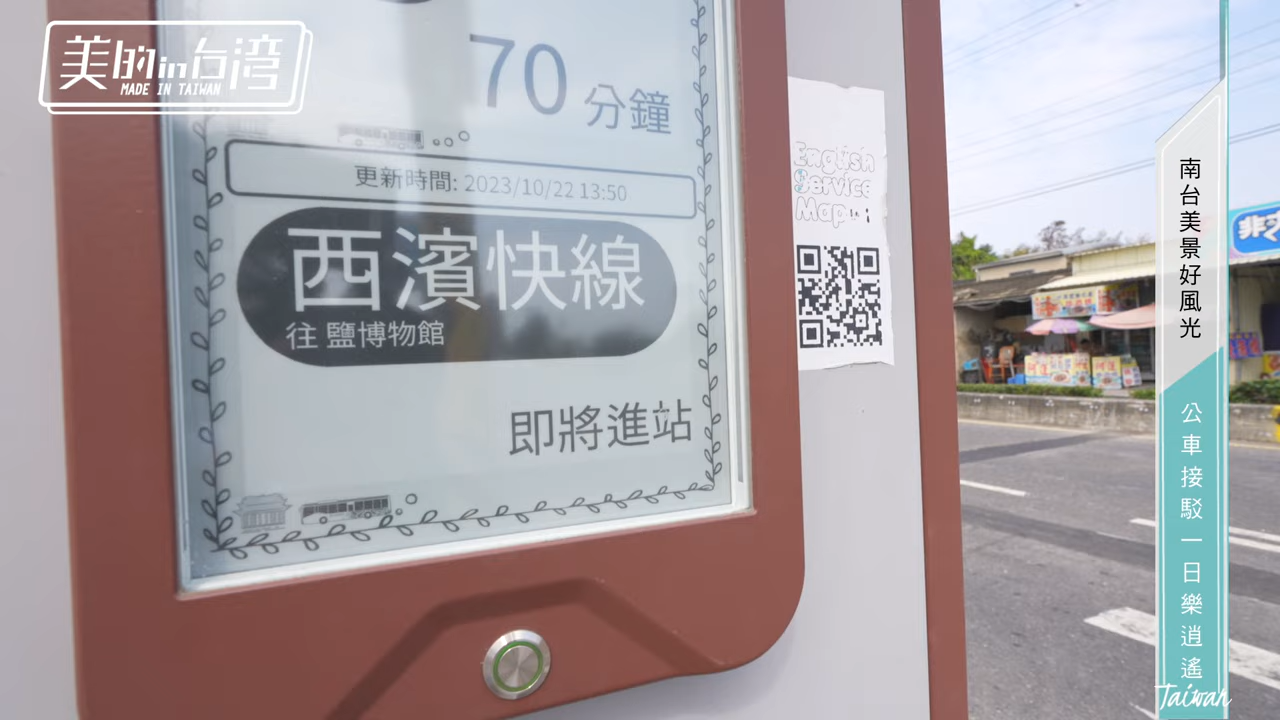 美的in台灣
MADE IN TAIWAN
70 分鐘
更新時間: 2023/10/22 13:50
西濱快線
往 鹽博物館
即將進站
English
Service
Map
南台美景好風光
公車接駁一日樂逍遙
Taiwan